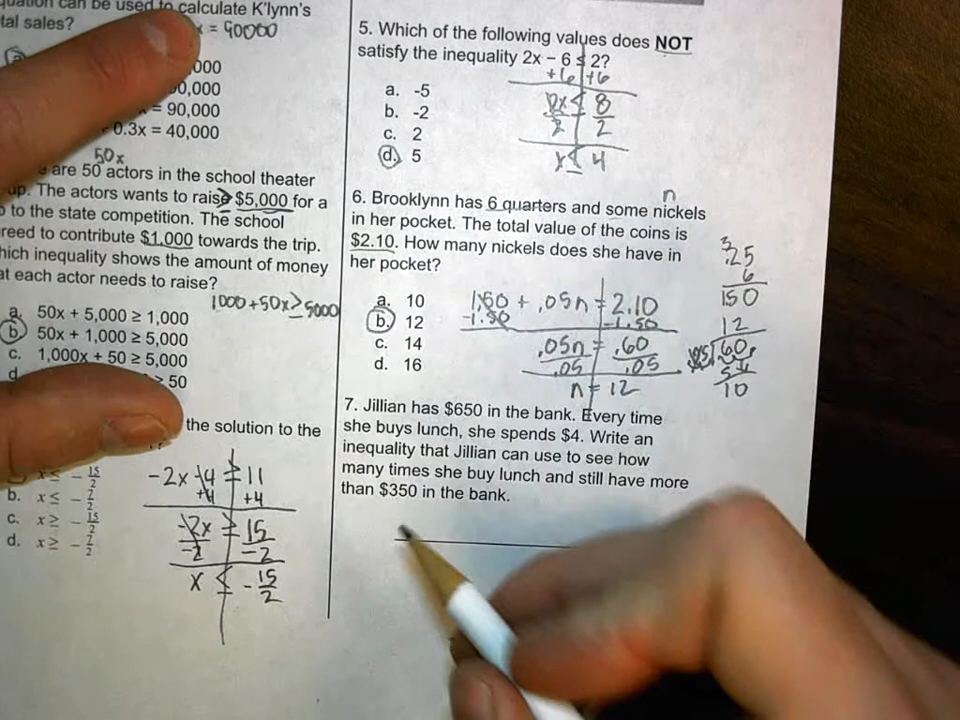 can be used to calculate K'lynn's
tal sales?
x = 90000
,000
0,000
= 90,000
0.3x = 40,000
50x
are 50 actors in the school theater
up. The actors wants to raise $5,000 for a
to the state competition. The school
reed to contribute $1,000 towards the trip.
hich inequality shows the amount of money
at each actor needs to raise?
1000+50x≥5000
a. 50x + 5,000 ≥ 1,000
b. 50x + 1,000 ≥ 5,000
c. 1,000x + 50 ≥ 5,000
d
≥ 50
the solution to the
x ≤ - 15/2
b. x ≤ - 7/2
c. x ≥ - 15/2
d. x ≥ - 7/2
-2x -4 ≥ 11
+4 +4
-2x ≥ 15
-2 -2
x ≤ - 15/2
5. Which of the following values does NOT
satisfy the inequality 2x – 6 ≤ 2?
+6 +6
a. -5
b. -2
c. 2
d. 5
2x ≤ 8
2 2
x ≤ 4
n
6. Brooklynn has 6 quarters and some nickels
in her pocket. The total value of the coins is
$2.10. How many nickels does she have in
her pocket?
a. 10
b. 12
c. 14
d. 16
1.50 + .05n = 2.10
-1.50 -1.50
.05n = .60
.05 .05
n = 12
3
.25
6
150
12
.60
10
7. Jillian has $650 in the bank. Every time
she buys lunch, she spends $4. Write an
inequality that Jillian can use to see how
many times she buy lunch and still have more
than $350 in the bank.